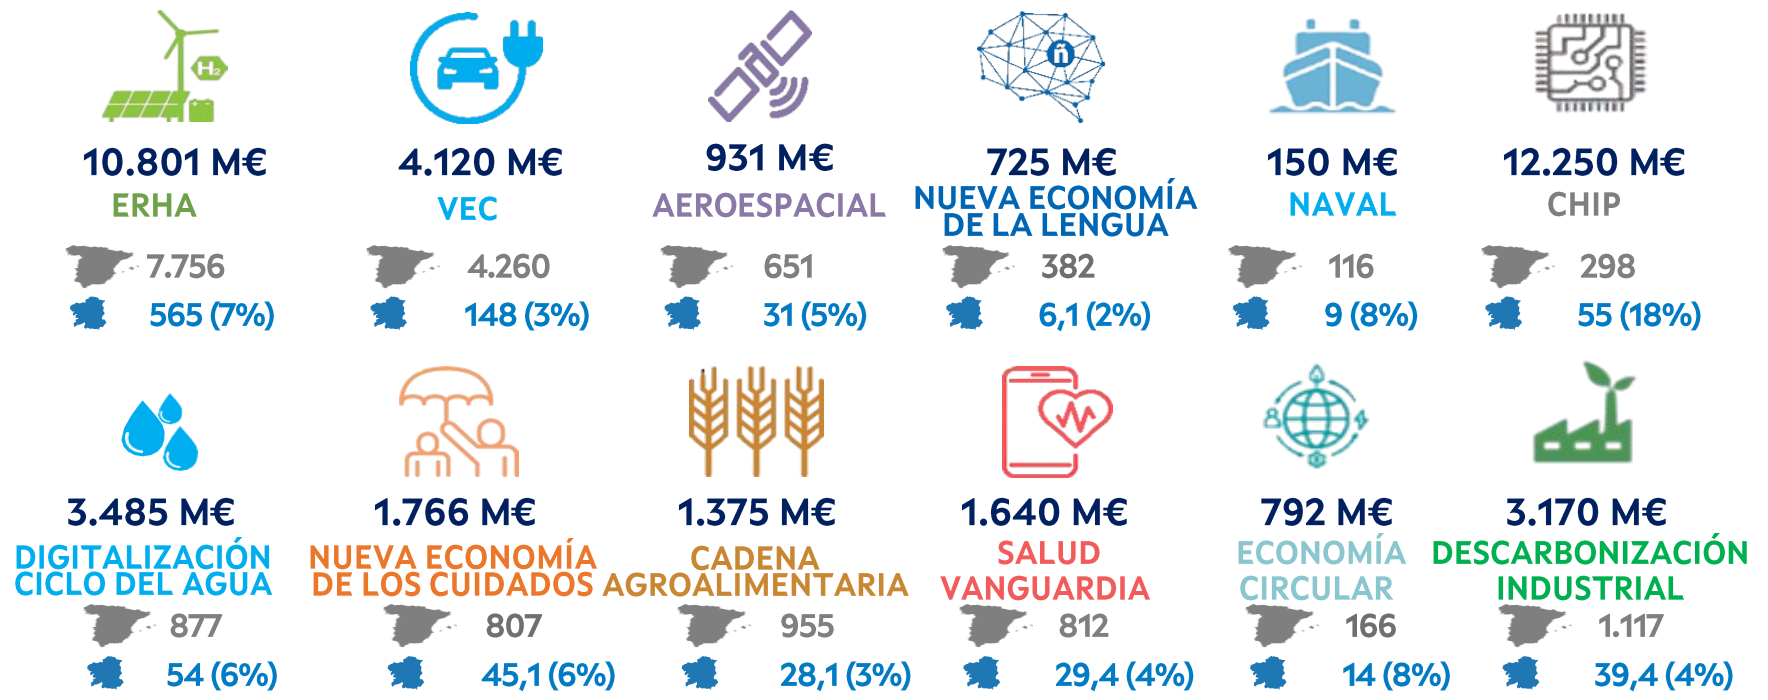 H2
ñ
10.801 M€
ERHA
7.756
565 (7%)
4.120 M€
VEC
4.260
148 (3%)
931 M€
AEROESPACIAL
651
31 (5%)
725 M€
NUEVA ECONOMÍA
DE LA LENGUA
382
6,1 (2%)
150 M€
NAVAL
116
9 (8%)
12.250 M€
CHIP
298
55 (18%)
3.485 M€
DIGITALIZACIÓN
CICLO DEL AGUA
877
54 (6%)
1.766 M€
NUEVA ECONOMÍA
DE LOS CUIDADOS
807
45,1 (6%)
1.375 M€
CADENA
AGROALIMENTARIA
955
28,1 (3%)
1.640 M€
SALUD
VANGUARDIA
812
29,4 (4%)
792 M€
ECONOMÍA
CIRCULAR
166
14 (8%)
3.170 M€
DESCARBONIZACIÓN
INDUSTRIAL
1.117
39,4 (4%)